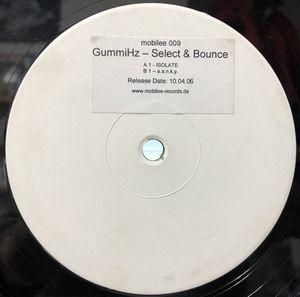 mobilee 009
GummiHz – Select & Bounce
A 1 - ISOLATE
B 1 – a.a.n.k.y.
Release Date: 10.04.06
www.mobilee-records.de